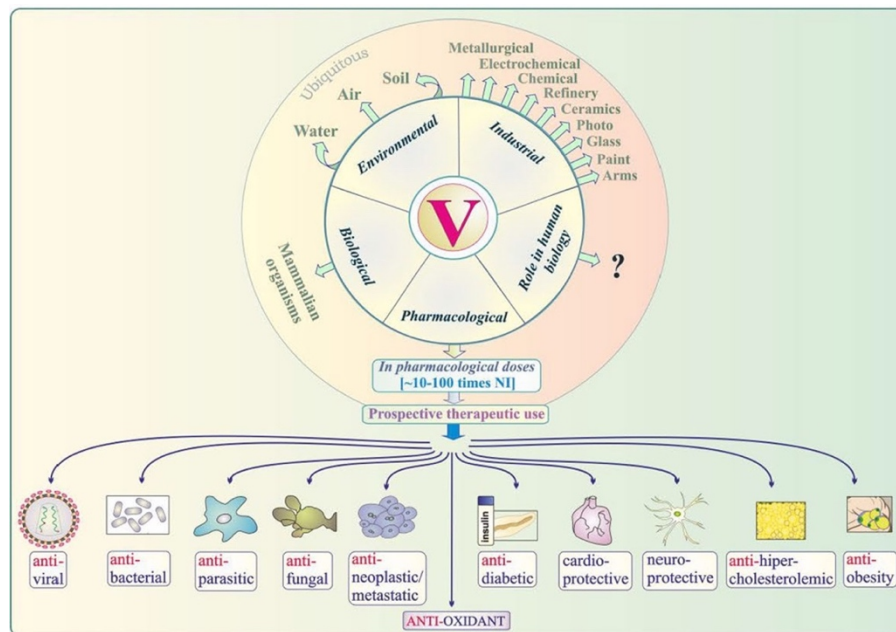 Ubiquitous
Metallurgical
Electrochemical
Chemical
Refinery
Ceramics
Photo
Glass
Paint
Arms
Soil
Air
Water
Environmental
Industrial
V
Biological
Role in human
biology
?
Mammalian
organisms
Pharmacological
In pharmacological doses
[~10-100 times NI]
Prospective therapeutic use
insulin
anti-
viral
anti-
bacterial
anti-
parasitic
anti-
fungal
anti-
neoplastic/
metastatic
anti-
diabetic
cardio-
protective
neuro-
protective
anti-hiper-
cholesterolemic
anti-
obesity
ANTI-OXIDANT